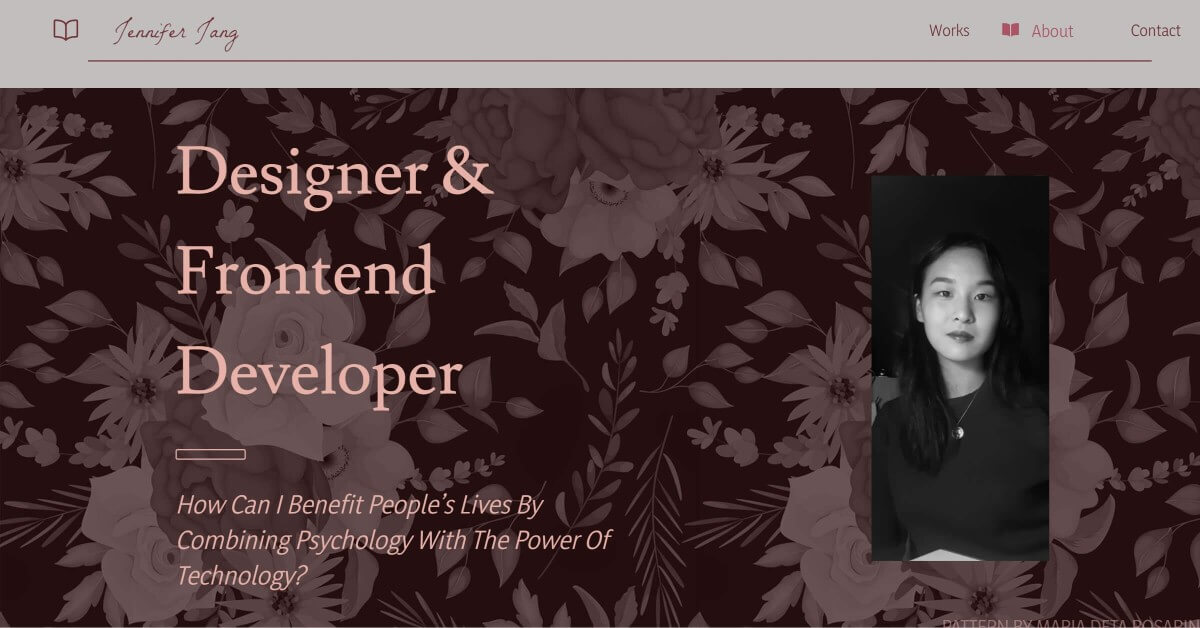 Jennifer Jang
Works
About
Contact
Designer &
Frontend
Developer
How Can I Benefit People’s Lives By
Combining Psychology With The Power Of
Technology?
PATTERN BY MARIA DETA ROSARIN